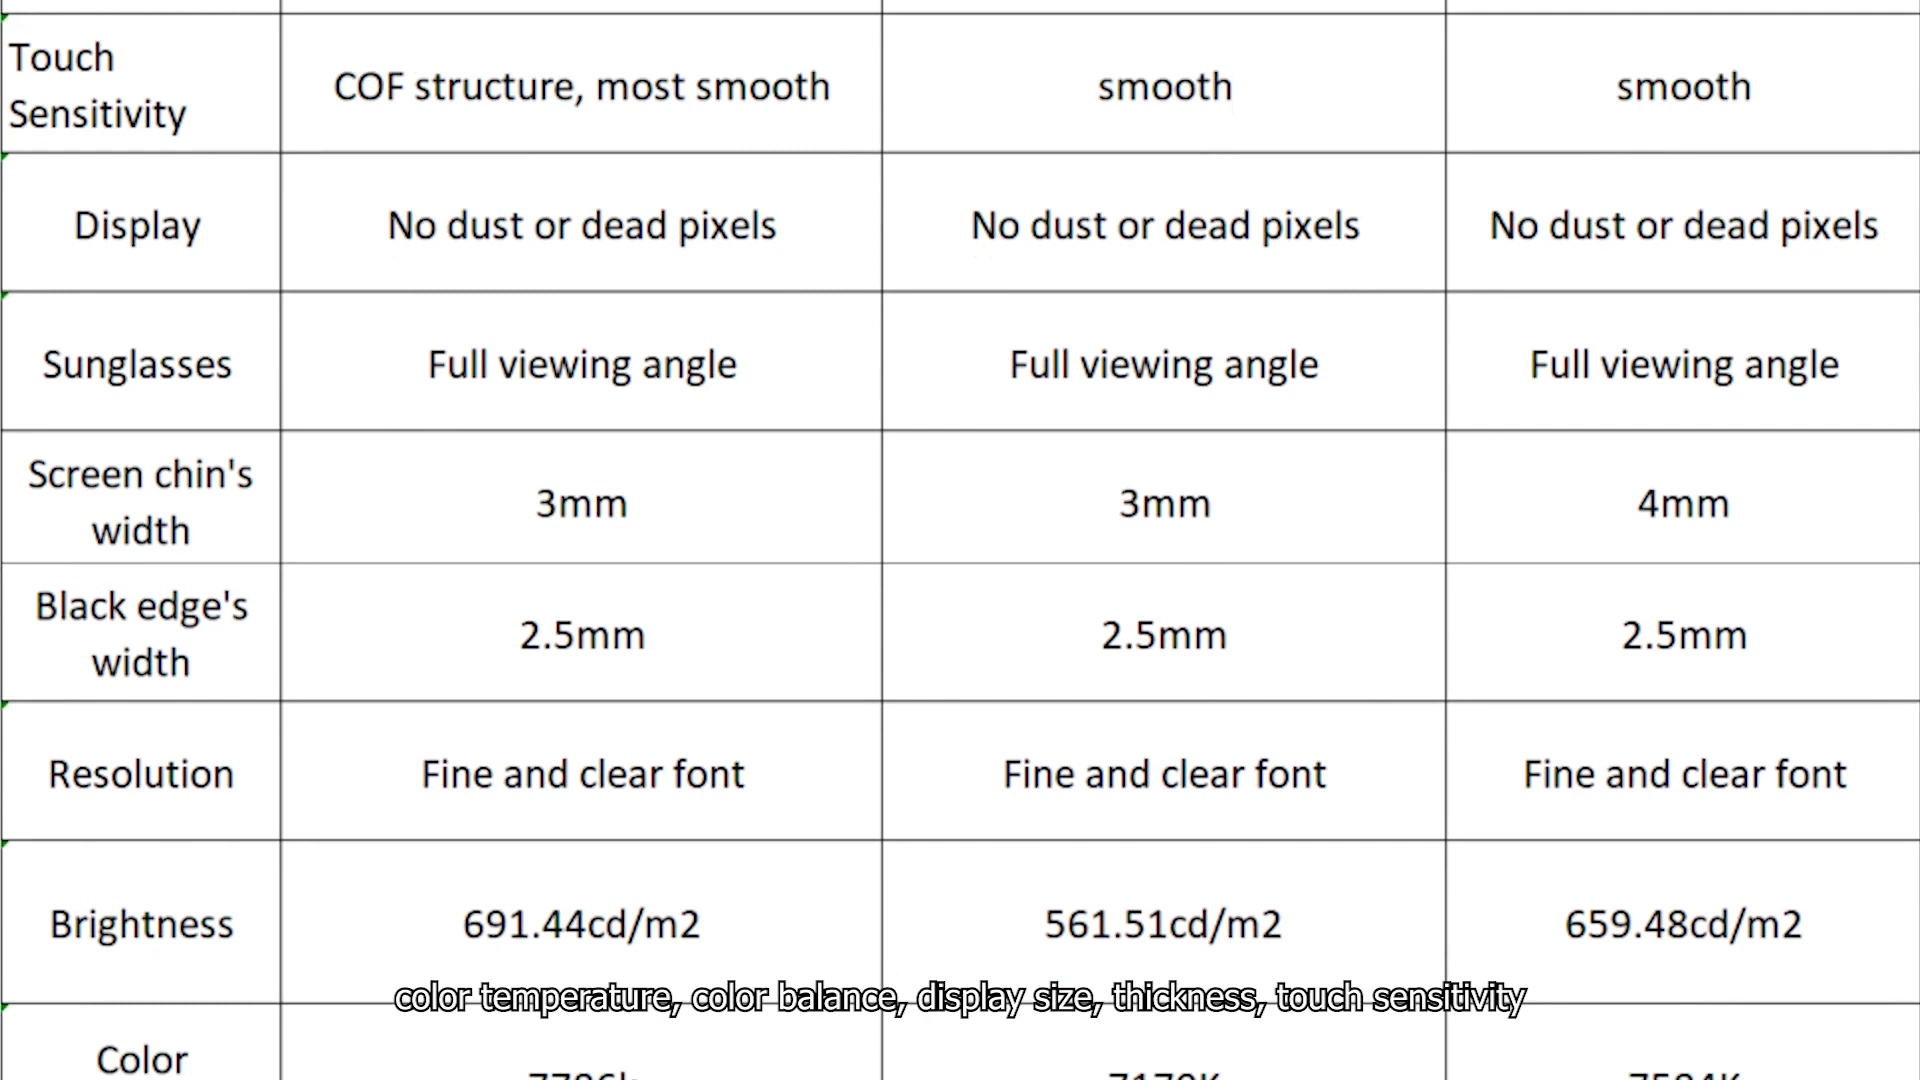 Touch
Sensitivity
COF structure, most smooth
smooth
smooth
Display
No dust or dead pixels
No dust or dead pixels
No dust or dead pixels
Sunglasses
Full viewing angle
Full viewing angle
Full viewing angle
Screen chin's
width
3mm
3mm
4mm
Black edge's
width
2.5mm
2.5mm
2.5mm
Resolution
Fine and clear font
Fine and clear font
Fine and clear font
Brightness
691.44cd/m2
561.51cd/m2
659.48cd/m2
color temperature, color balance, display size, thickness, touch sensitivity
Color